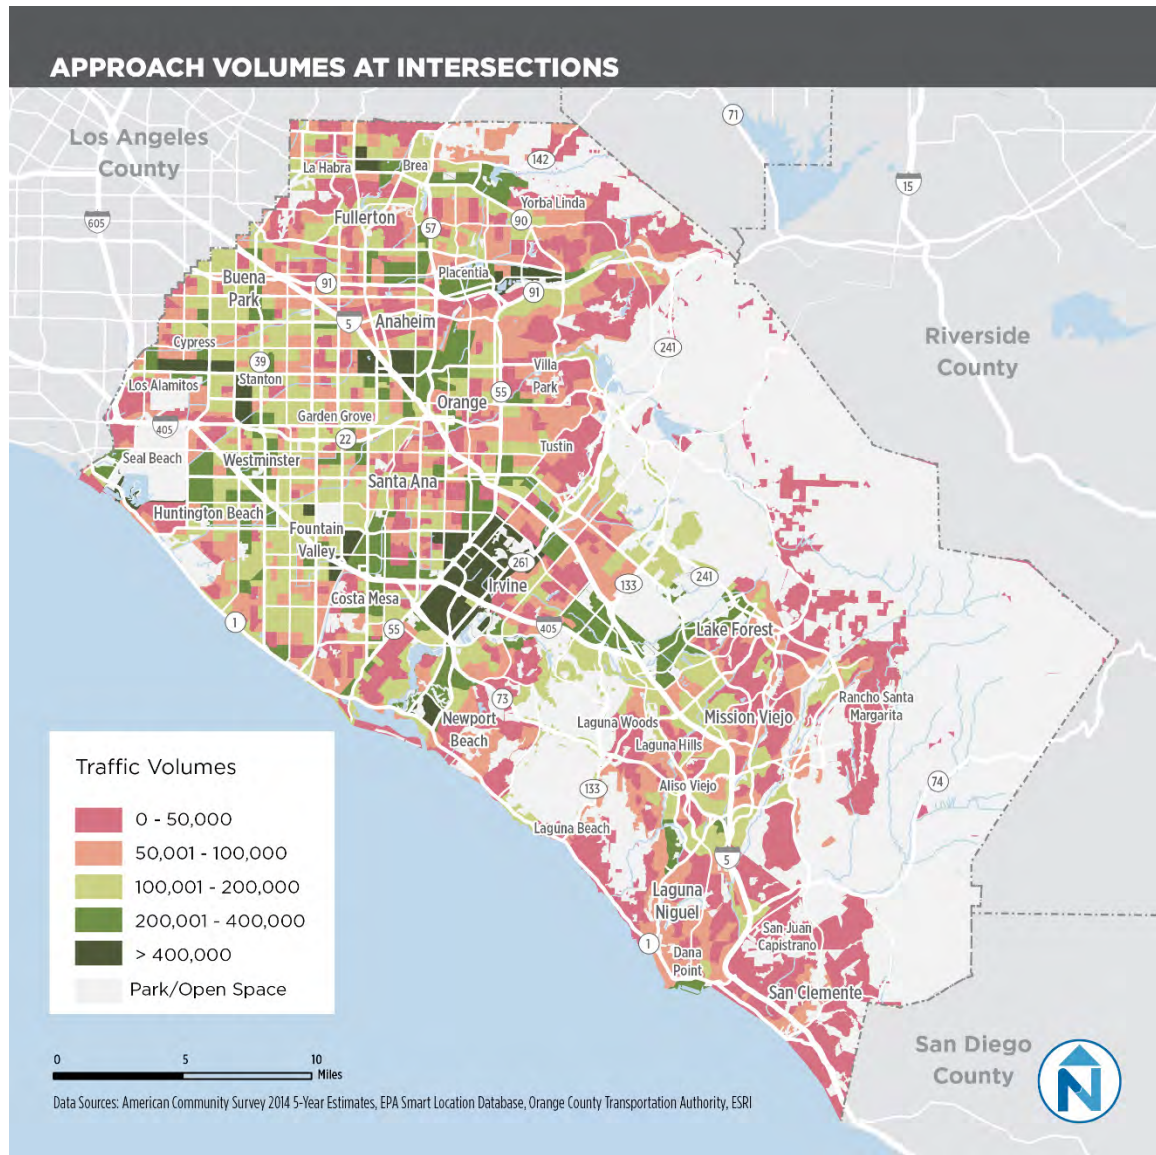 APPROACH VOLUMES AT INTERSECTIONS
Los Angeles
County
71
15
605
142
La Habra
Brea
Yorba Linda
Fullerton
57
90
Placentia
Buena
Park
91
91
5
Anaheim
Riverside
County
241
Cypress
39
Villa
Park
Los Alamitos
Stanton
55
Orange
Garden Grove
405
22
Tustin
Seal Beach
Westminster
Santa Ana
Huntington Beach
Fountain
Valley
261
Irvine
133
241
Costa Mesa
1
55
405
Lake Forest
73
Rancho Santa
Margarita
Newport
Beach
Laguna Woods
Mission Viejo
Laguna Hills
133
Aliso Viejo
74
Laguna Beach
5
Laguna
Niguel
San Juan
Capistrano
1
Dana
Point
San Clemente
San Diego
County
N
Traffic Volumes
0 - 50,000
50,001 - 100,000
100,001 - 200,000
200,001 - 400,000
> 400,000
Park/Open Space
0 5 10
Miles
Data Sources: American Community Survey 2014 5-Year Estimates, EPA Smart Location Database, Orange County Transportation Authority, ESRI